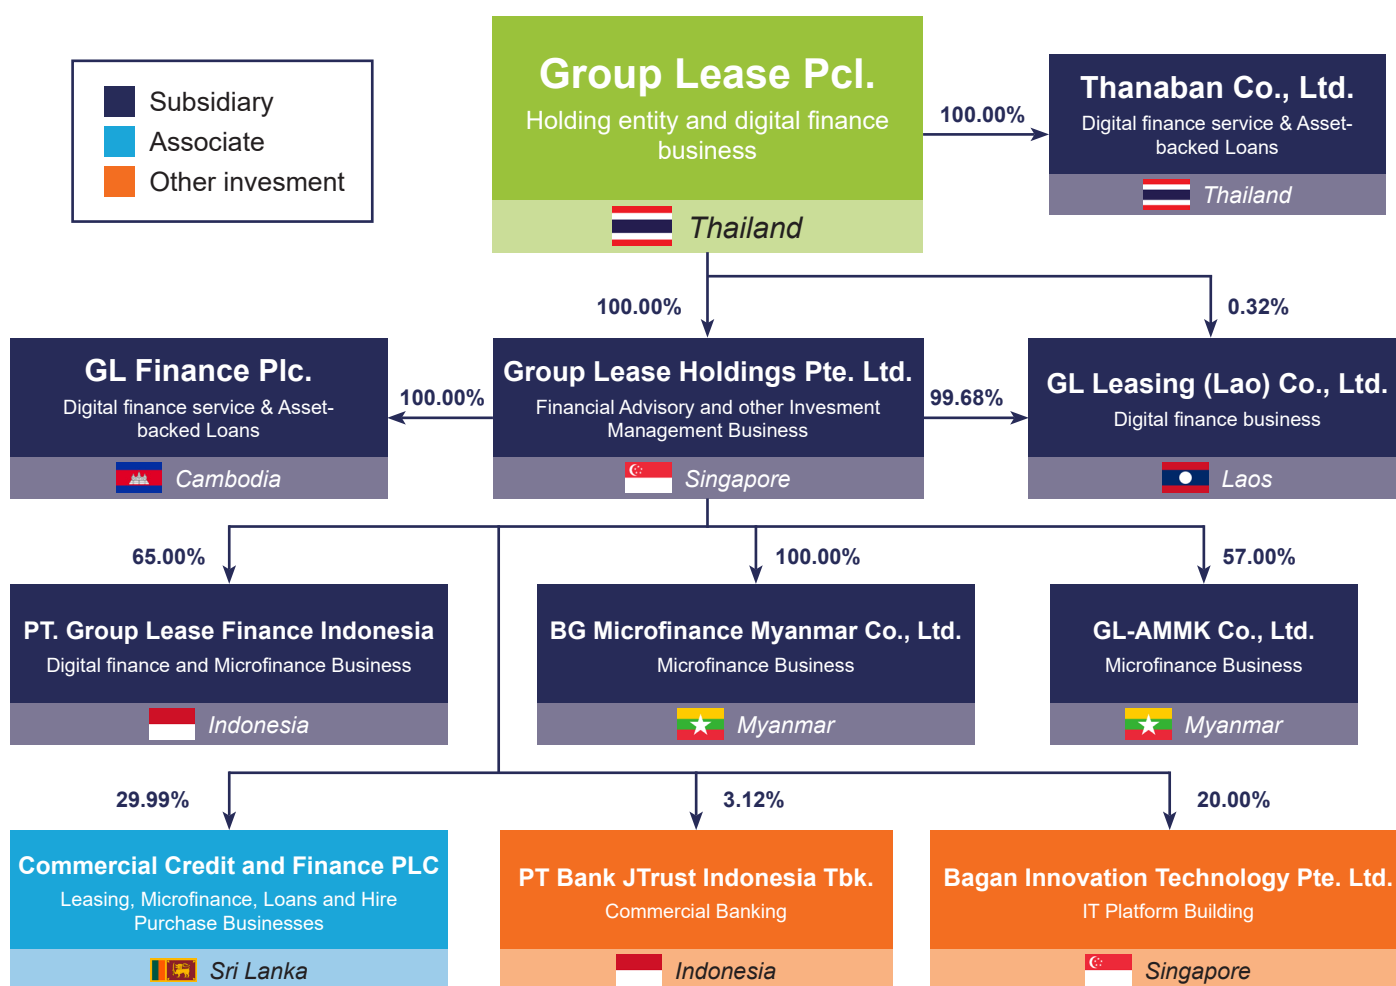 Subsidiary
Associate
Other invesment
Group Lease Pcl.
Holding entity and digital finance
business
Thailand
100.00%
Thanaban Co., Ltd.
Digital finance service & Asset-
backed Loans
Thailand
100.00%
0.32%
GL Finance Plc.
Digital finance service & Asset-
backed Loans
Cambodia
100.00%
Group Lease Holdings Pte. Ltd.
Financial Advisory and other Invesment
Management Business
Singapore
99.68%
GL Leasing (Lao) Co., Ltd.
Digital finance business
Laos
65.00%
100.00%
57.00%
PT. Group Lease Finance Indonesia
Digital finance and Microfinance Business
Indonesia
BG Microfinance Myanmar Co., Ltd.
Microfinance Business
Myanmar
GL-AMMK Co., Ltd.
Microfinance Business
Myanmar
29.99%
3.12%
20.00%
Commercial Credit and Finance PLC
Leasing, Microfinance, Loans and Hire
Purchase Businesses
Sri Lanka
PT Bank JTrust Indonesia Tbk.
Commercial Banking
Indonesia
Bagan Innovation Technology Pte. Ltd.
IT Platform Building
Singapore